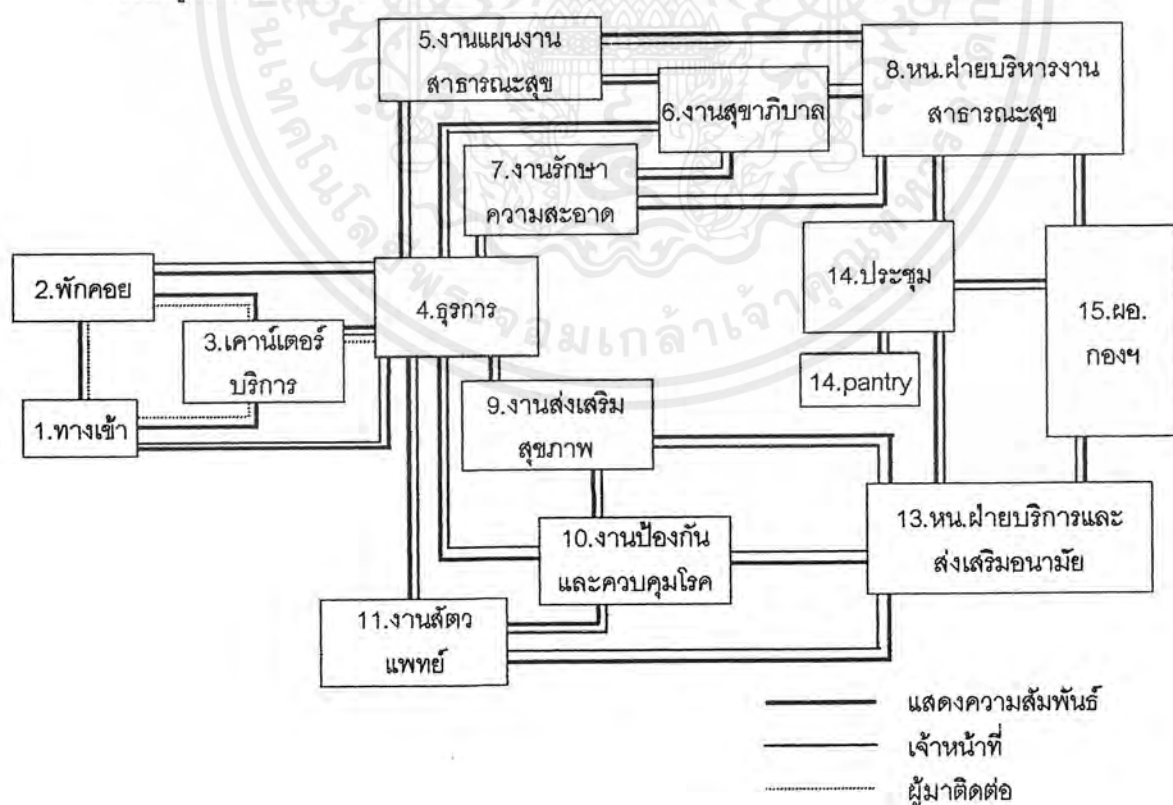 5.งานแผนงาน
สาธารณะสุข
8.หน.ฝ่ายบริหารงาน
สาธารณะสุข
6.งานสุขาภิบาล
7.งานรักษา
ความสะอาด
2.พักคอย
4.ธุรการ
14.ประชุม
15.ผอ.
กองฯ
3.เคาน์เตอร์
บริการ
14.pantry
1.ทางเข้า
9.งานส่งเสริม
สุขภาพ
13.หน.ฝ่ายบริการและ
ส่งเสริมอนามัย
10.งานป้องกัน
และควบคุมโรค
11.งานสัตว
แพทย์
แสดงความสัมพันธ์
เจ้าหน้าที่
ผู้มาติดต่อ